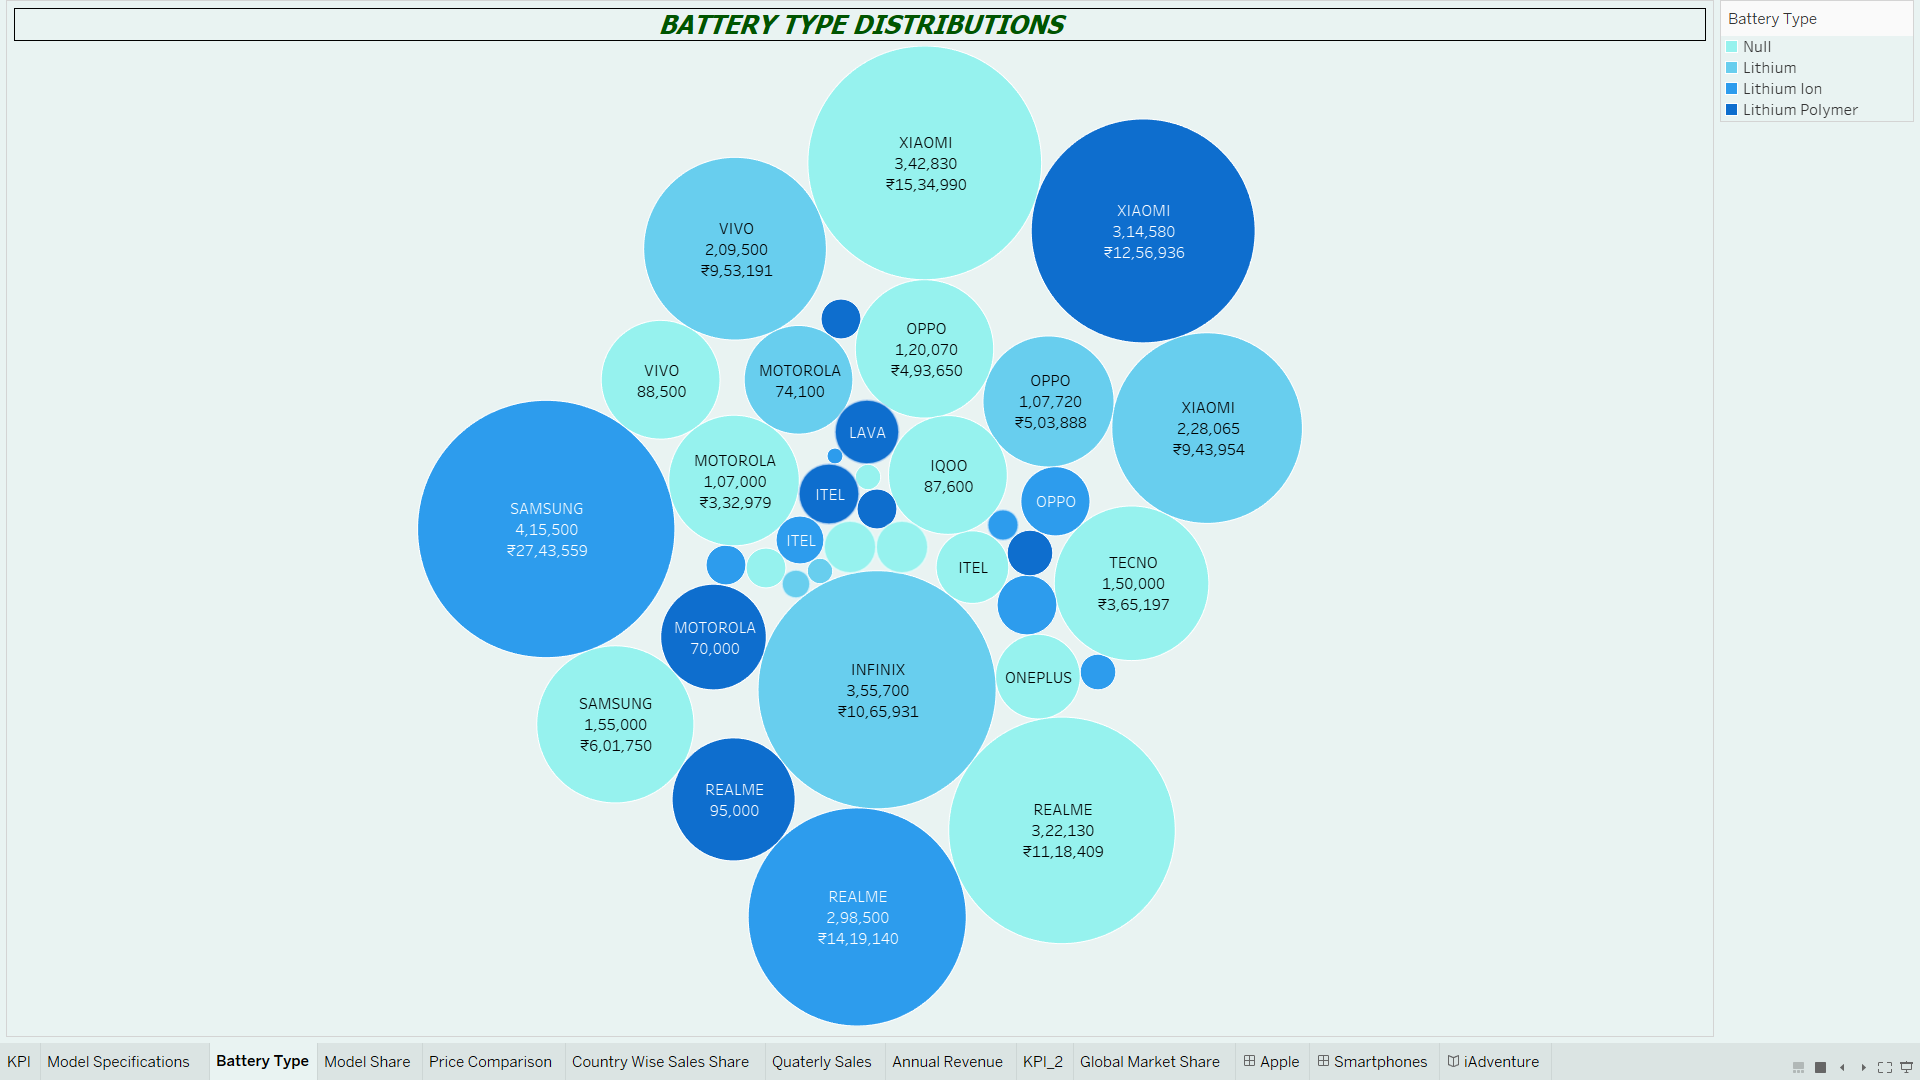 BATTERY TYPE DISTRIBUTIONS
Battery Type
Null
Lithium
Lithium Ion
Lithium Polymer
XIAOMI
3,42,830
₹15,34,990
XIAOMI
3,14,580
₹12,56,936
VIVO
2,09,500
₹9,53,191
OPPO
1,20,070
₹4,93,650
VIVO
88,500
MOTOROLA
74,100
OPPO
1,07,720
₹5,03,888
XIAOMI
2,28,065
₹9,43,954
LAVA
MOTOROLA
1,07,000
₹3,32,979
IQOO
87,600
ITEL
OPPO
SAMSUNG
4,15,500
₹27,43,559
ITEL
ITEL
TECNO
1,50,000
₹3,65,197
MOTOROLA
70,000
INFINIX
3,55,700
₹10,65,931
ONEPLUS
SAMSUNG
1,55,000
₹6,01,750
REALME
95,000
REALME
3,22,130
₹11,18,409
REALME
2,98,500
₹14,19,140
KPI
Model Specifications
Battery Type
Model Share
Price Comparison
Country Wise Sales Share
Quaterly Sales
Annual Revenue
KPI_2
Global Market Share
Apple
Smartphones
iAdventure